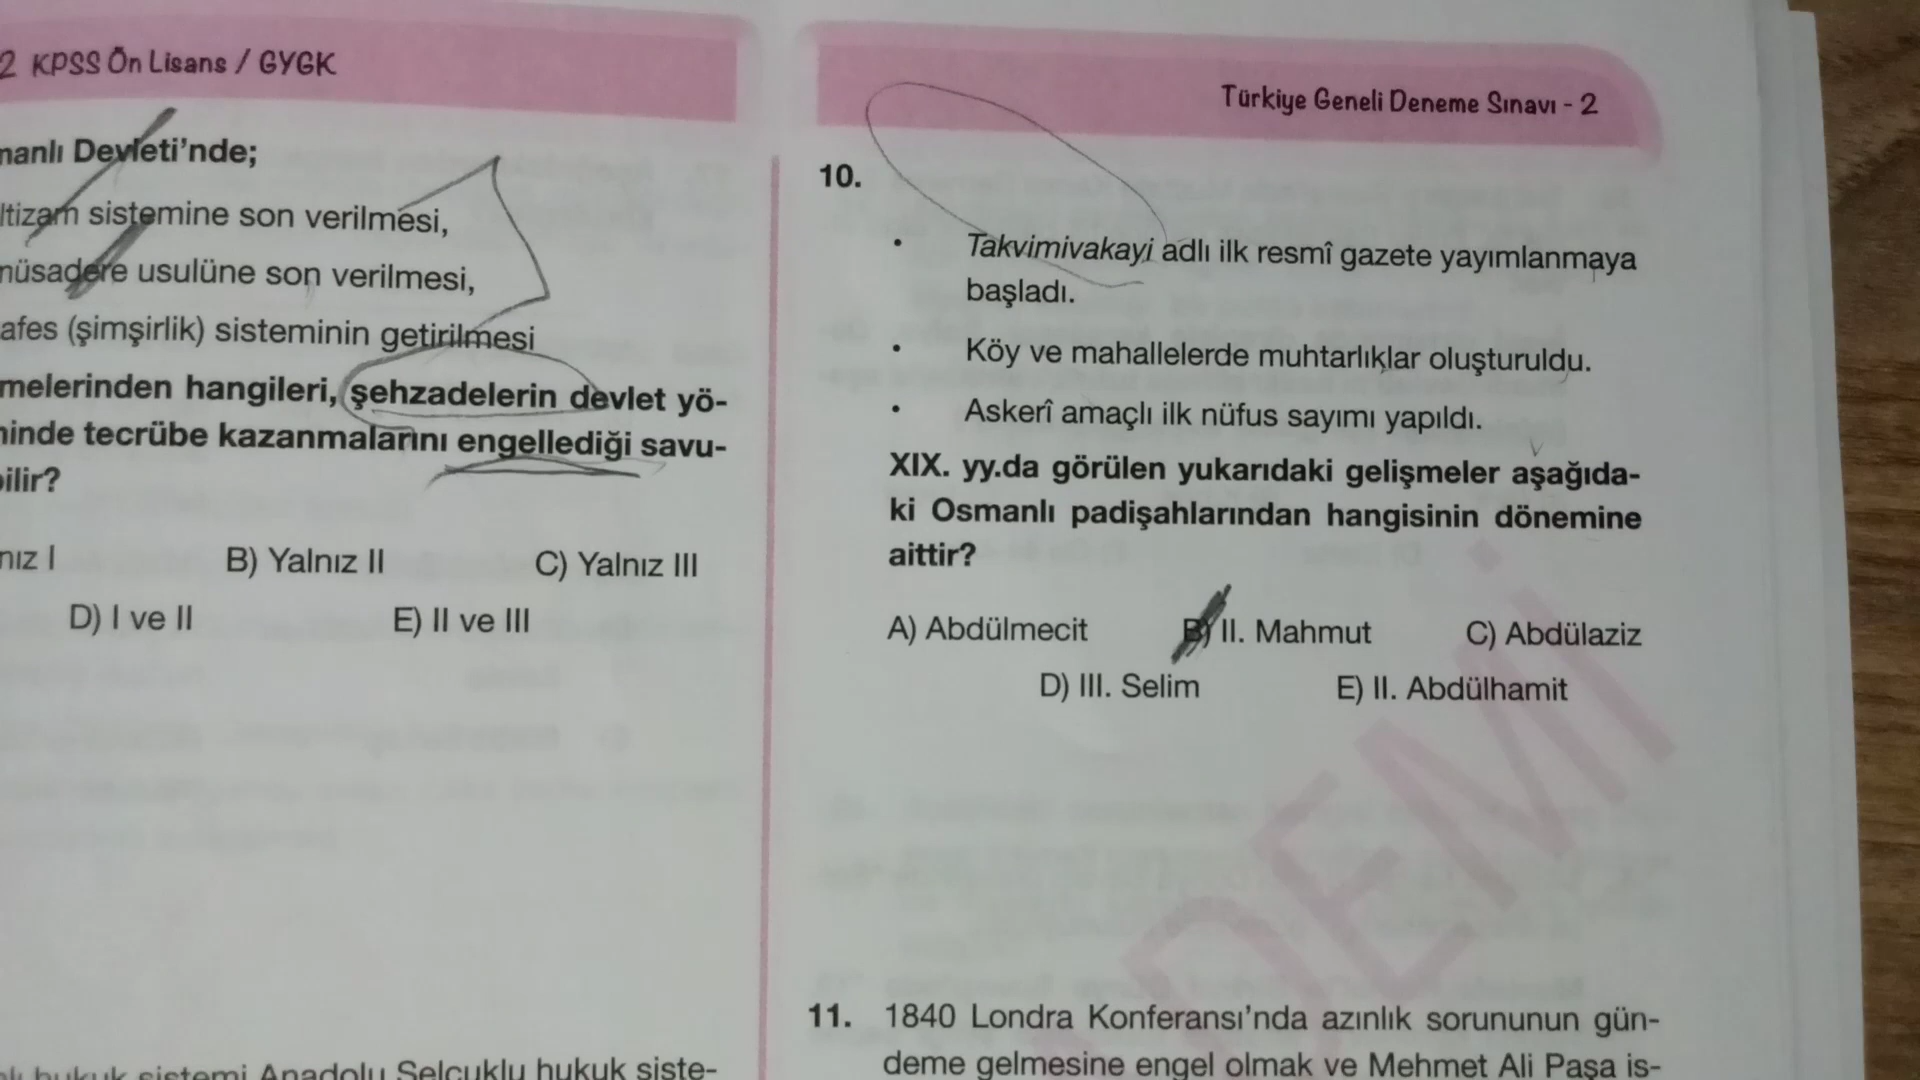 2 KPSS Ön Lisans / GYGK
manlı Devleti'nde;
ltizam sistemine son verilmesi,
müsadere usulüne son verilmesi,
afes (şimşirlik) sisteminin getirilmesi
melerinden hangileri, şehzadelerin devlet yö-
minde tecrübe kazanmalarını engellediği savu-
bilir?
nız I B) Yalnız II C) Yalnız III
D) I ve II E) II ve III
hukuk sistemi Anadolu Selçuklu hukuk siste-
Türkiye Geneli Deneme Sınavı - 2
10.
• Takvimivakayi adlı ilk resmî gazete yayımlanmaya
başladı.
• Köy ve mahallelerde muhtarlıklar oluşturuldu.
• Askerî amaçlı ilk nüfus sayımı yapıldı.
XIX. yy.da görülen yukarıdaki gelişmeler aşağıda-
ki Osmanlı padişahlarından hangisinin dönemine
aittir?
A) Abdülmecit B) II. Mahmut C) Abdülaziz
D) III. Selim E) II. Abdülhamit
DEMİ
11. 1840 Londra Konferansı'nda azınlık sorununun gün-
deme gelmesine engel olmak ve Mehmet Ali Paşa is-